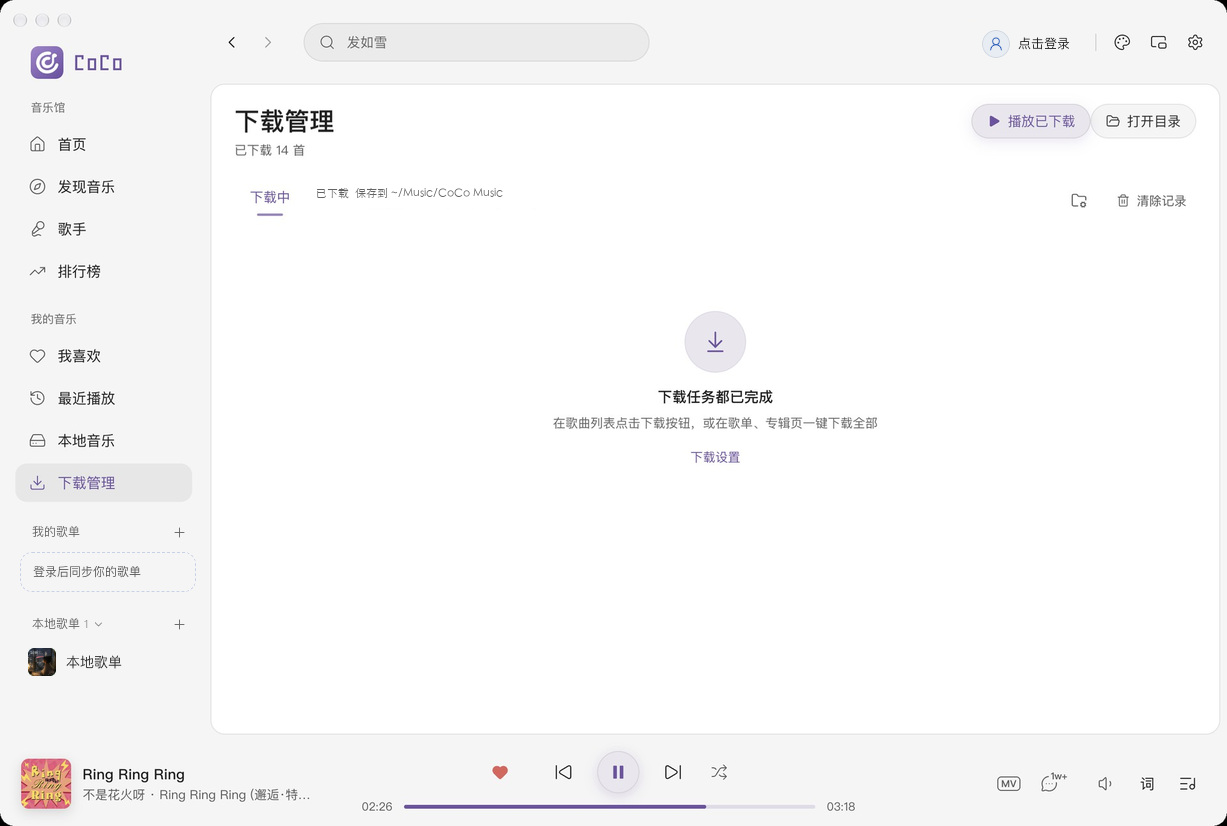 发如雪
点击登录
CoCo
音乐馆
首页
发现音乐
歌手
排行榜
我的音乐
我喜欢
最近播放
本地音乐
下载管理
我的歌单
登录后同步你的歌单
本地歌单 1
本地歌单
下载管理
已下载 14 首
播放已下载
打开目录
下载中
已下载 保存到 ~/Music/CoCo Music
清除记录
下载任务都已完成
在歌曲列表点击下载按钮，或在歌单、专辑页一键下载全部
下载设置
Ring Ring Ring
Ring Ring Ring
不是花火呀 · Ring Ring Ring (邂逅·特...
02:26
03:18
MV
1w+
词